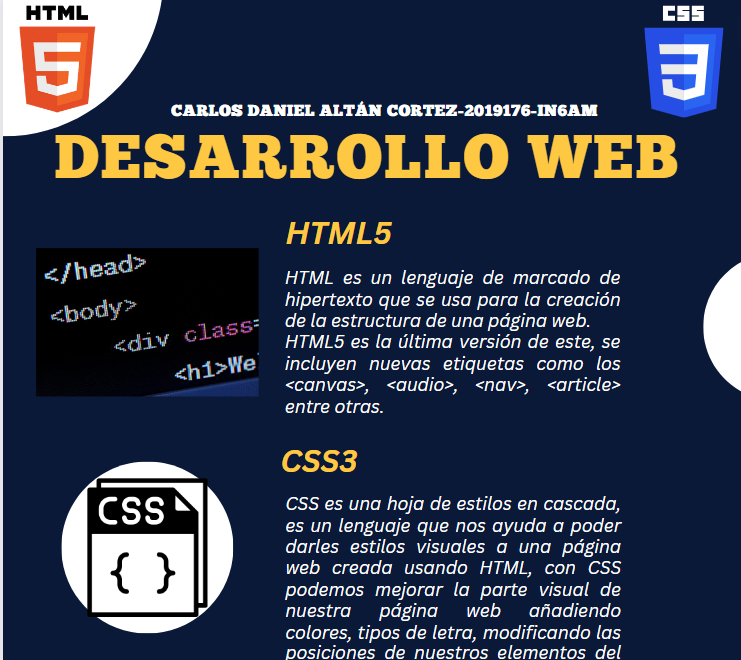 HTML
5
CSS
3
CARLOS DANIEL ALTÁN CORTEZ-2019176-IN6AM
DESARROLLO WEB
HTML5
</head>
<body>
<div class=
<h1>We
HTML es un lenguaje de marcado de
hipertexto que se usa para la creación
de la estructura de una página web.
HTML5 es la última versión de este, se
incluyen nuevas etiquetas como los
<canvas>, <audio>, <nav>, <article>
entre otras.
CSS3
CSS
{ }
CSS es una hoja de estilos en cascada,
es un lenguaje que nos ayuda a poder
darles estilos visuales a una página
web creada usando HTML, con CSS
podemos mejorar la parte visual de
nuestra página web añadiendo
colores, tipos de letra, modificando las
posiciones de nuestros elementos del